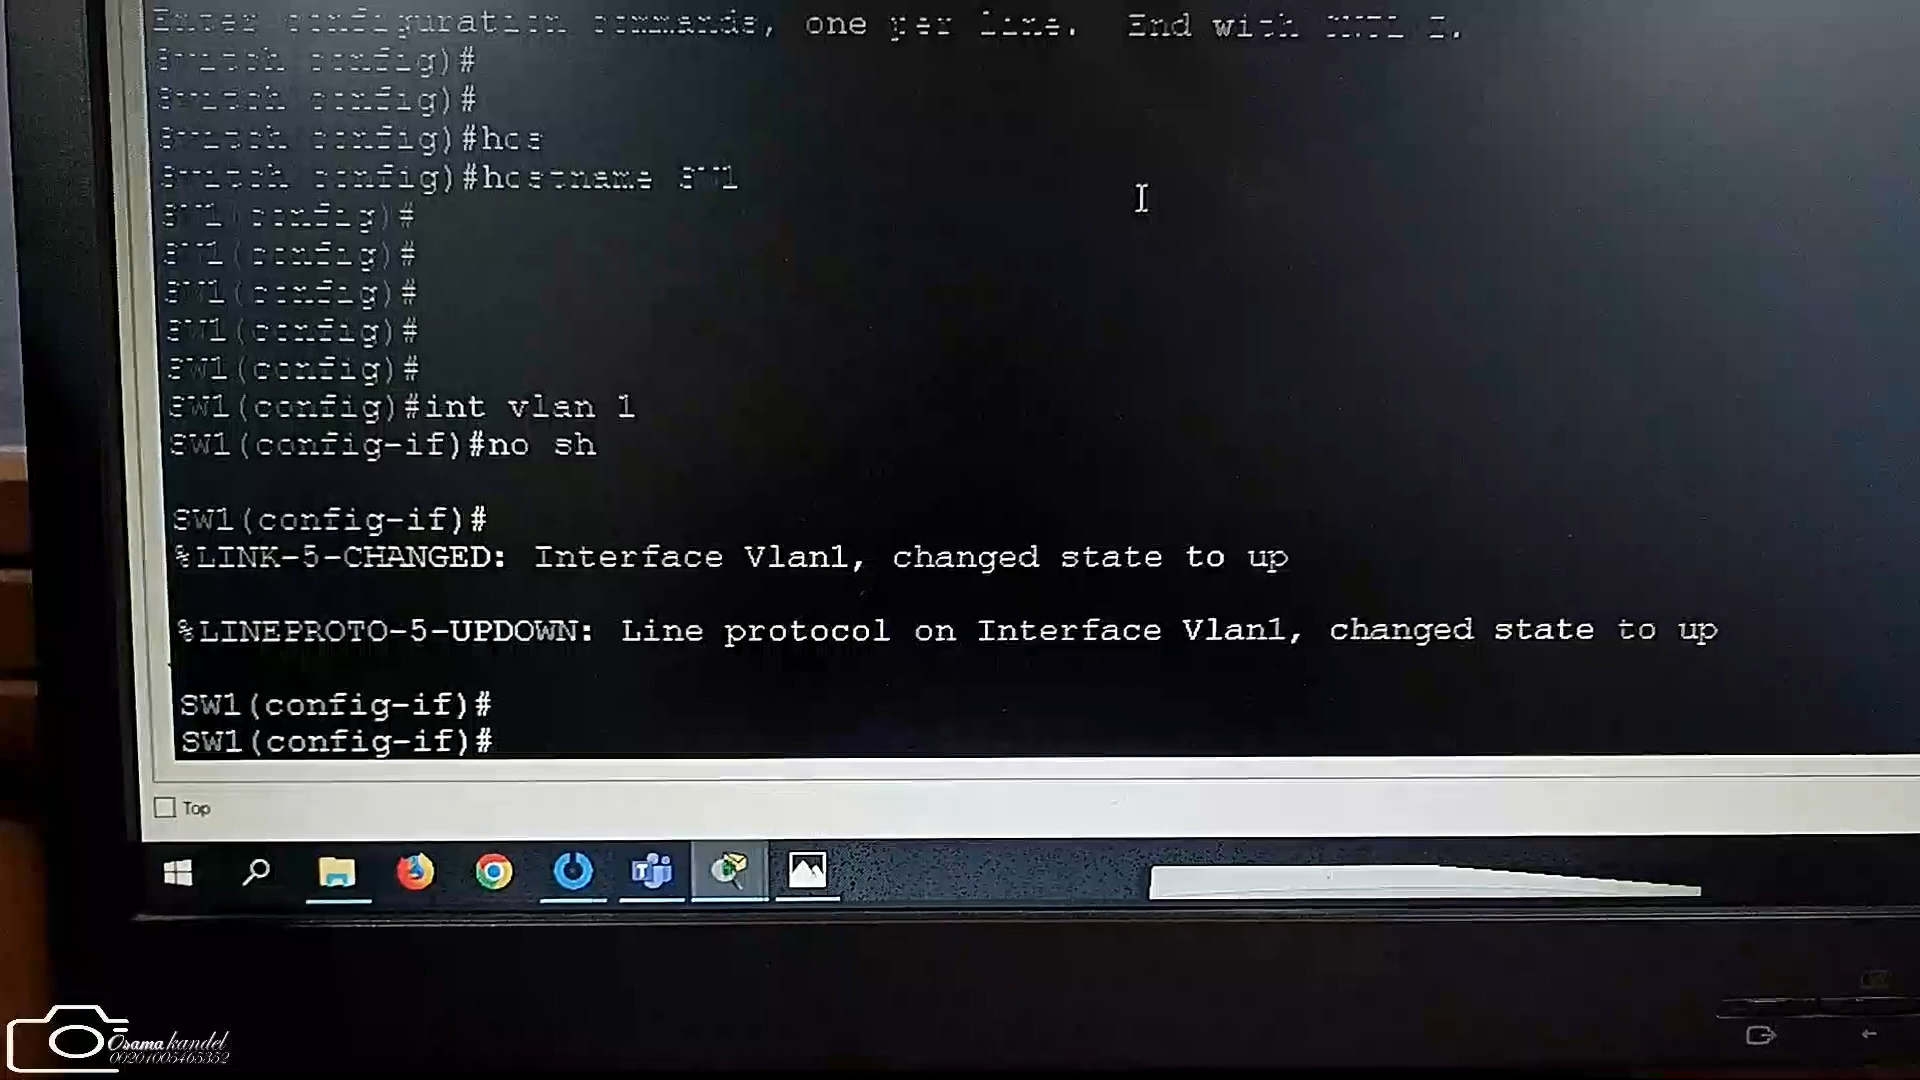 Enter configuration commands, one per line.  End with CNTL/Z.
Switch(config)#
Switch(config)#
Switch(config)#hos
Switch(config)#hostname SW1
SW1(config)#
SW1(config)#
SW1(config)#
SW1(config)#
SW1(config)#
SW1(config)#int vlan 1
SW1(config-if)#no sh
SW1(config-if)#
%LINK-5-CHANGED: Interface Vlan1, changed state to up
%LINEPROTO-5-UPDOWN: Line protocol on Interface Vlan1, changed state to up
SW1(config-if)#
SW1(config-if)#
Top
Osama kandel
00201005465352